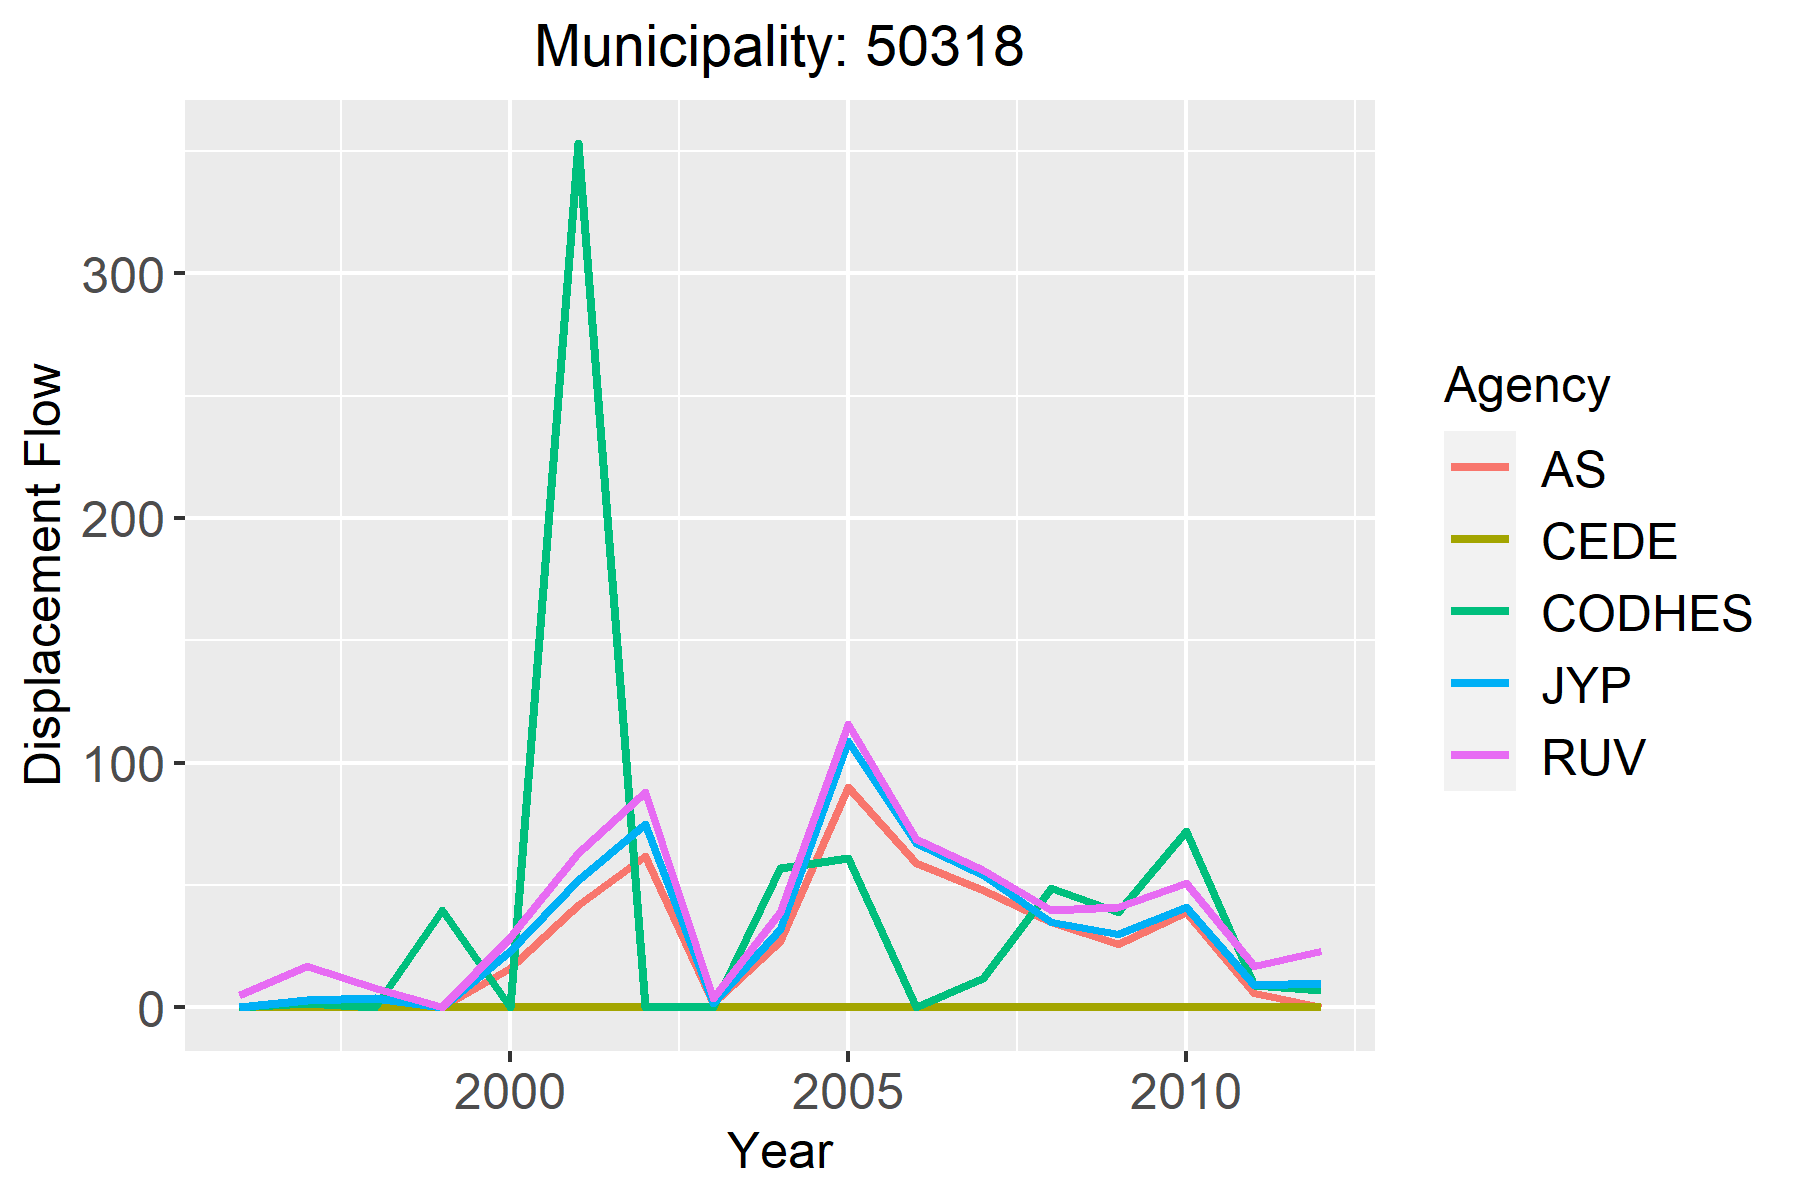 Municipality: 50318
Displacement Flow
300
200
100
0
2000 2005 2010
Year
Agency
AS
CEDE
CODHES
JYP
RUV